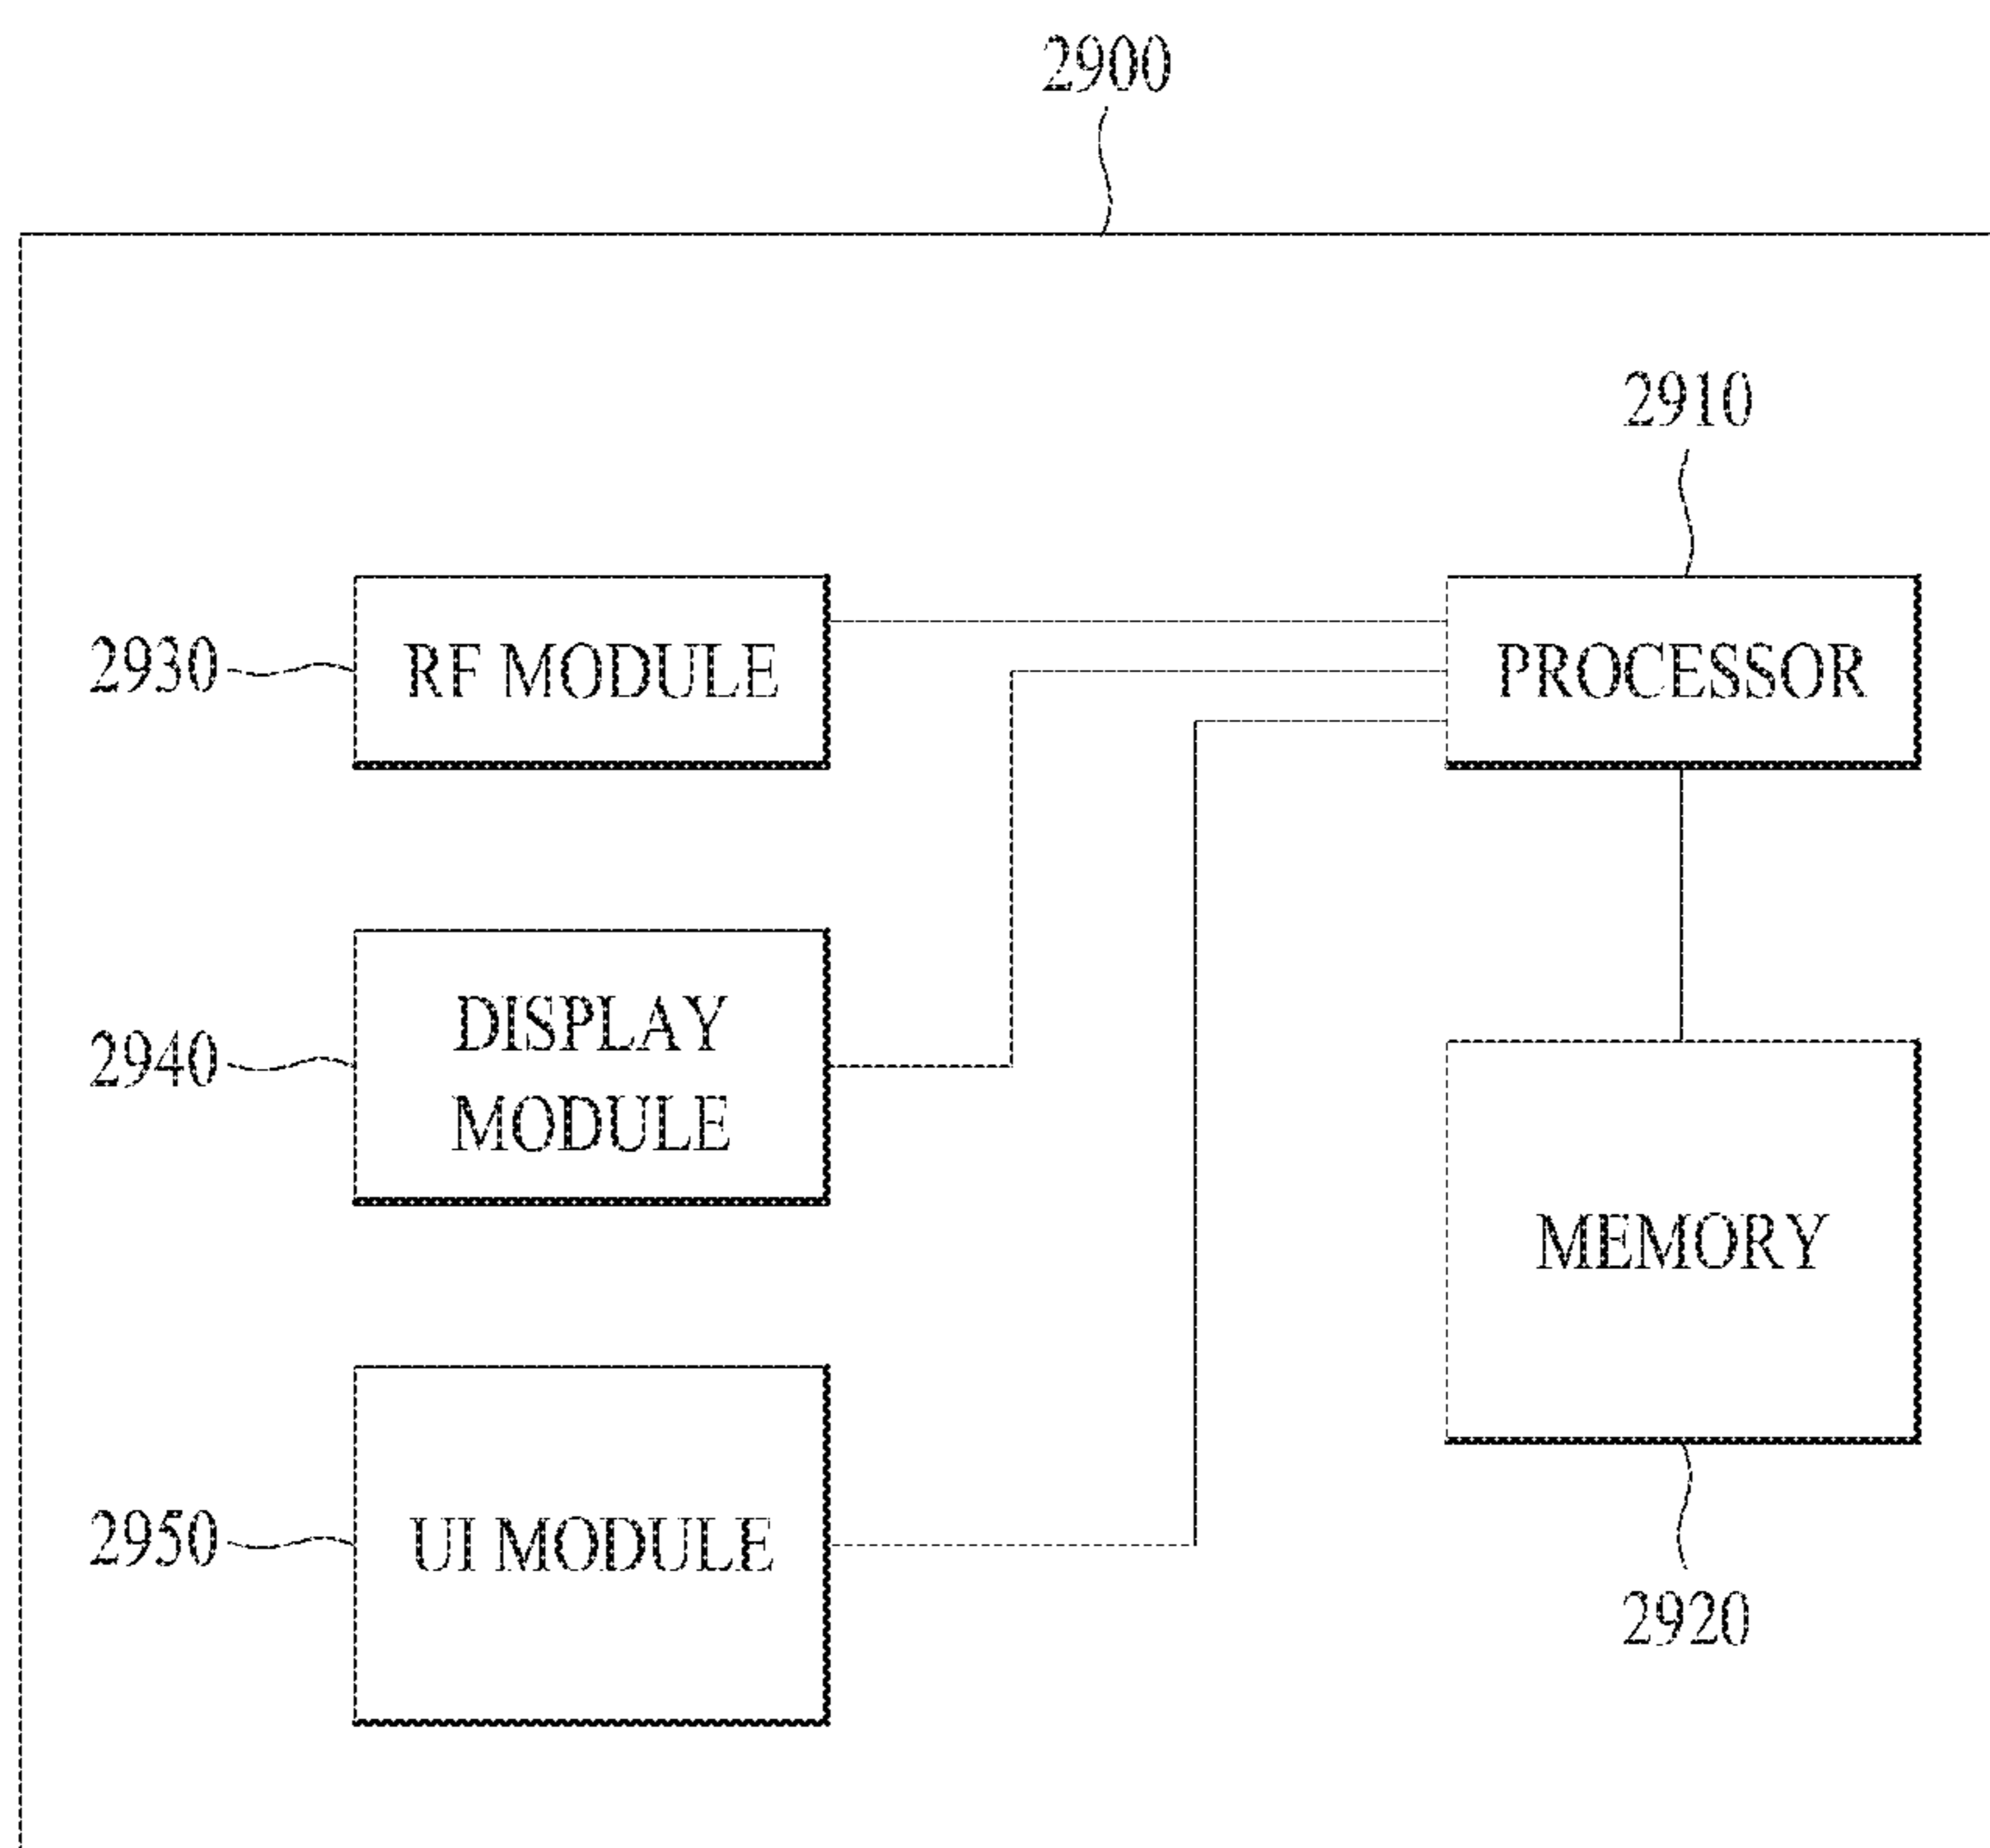 2900
2910
2930
RF MODULE
PROCESSOR
2940
DISPLAY
MODULE
MEMORY
2950
UI MODULE
2920